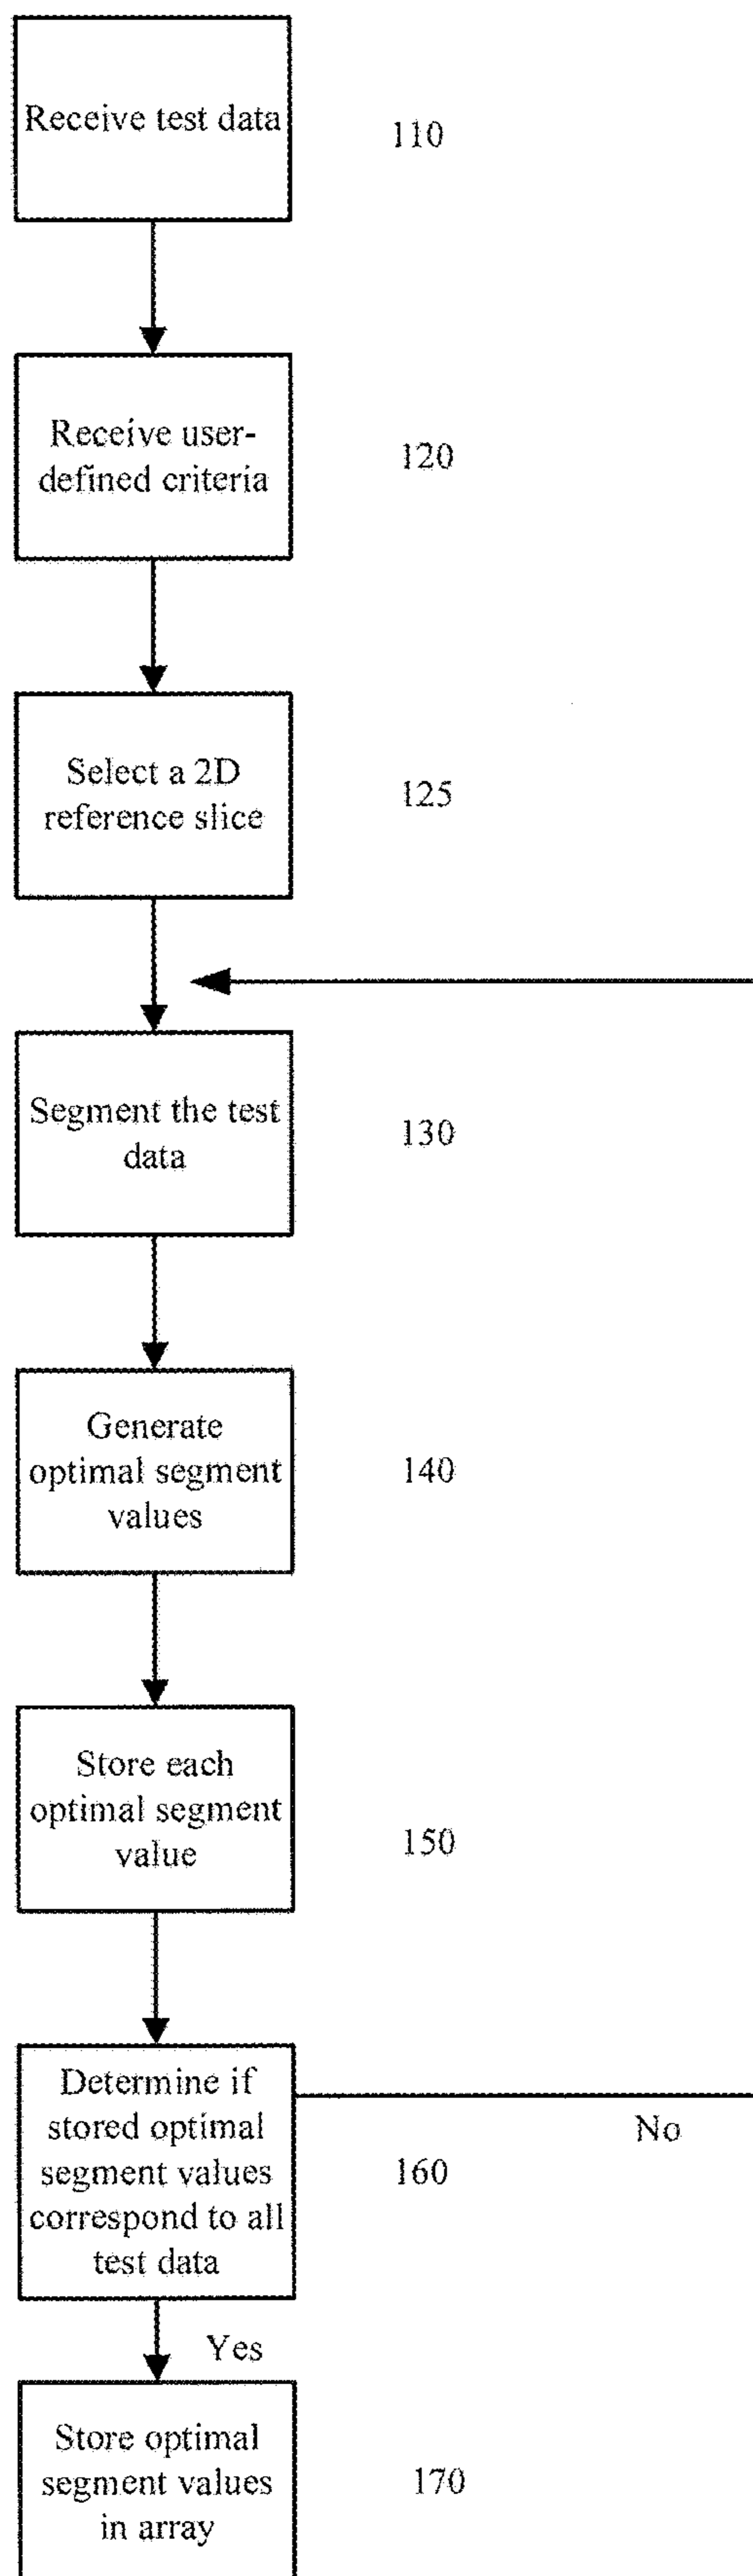 Receive test data
110
Receive user-
defined criteria
120
Select a 2D
reference slice
125
Segment the test
data
130
Generate
optimal segment
values
140
Store each
optimal segment
value
150
Determine if
stored optimal
segment values
correspond to all
test data
160
No
Yes
Store optimal
segment values
in array
170